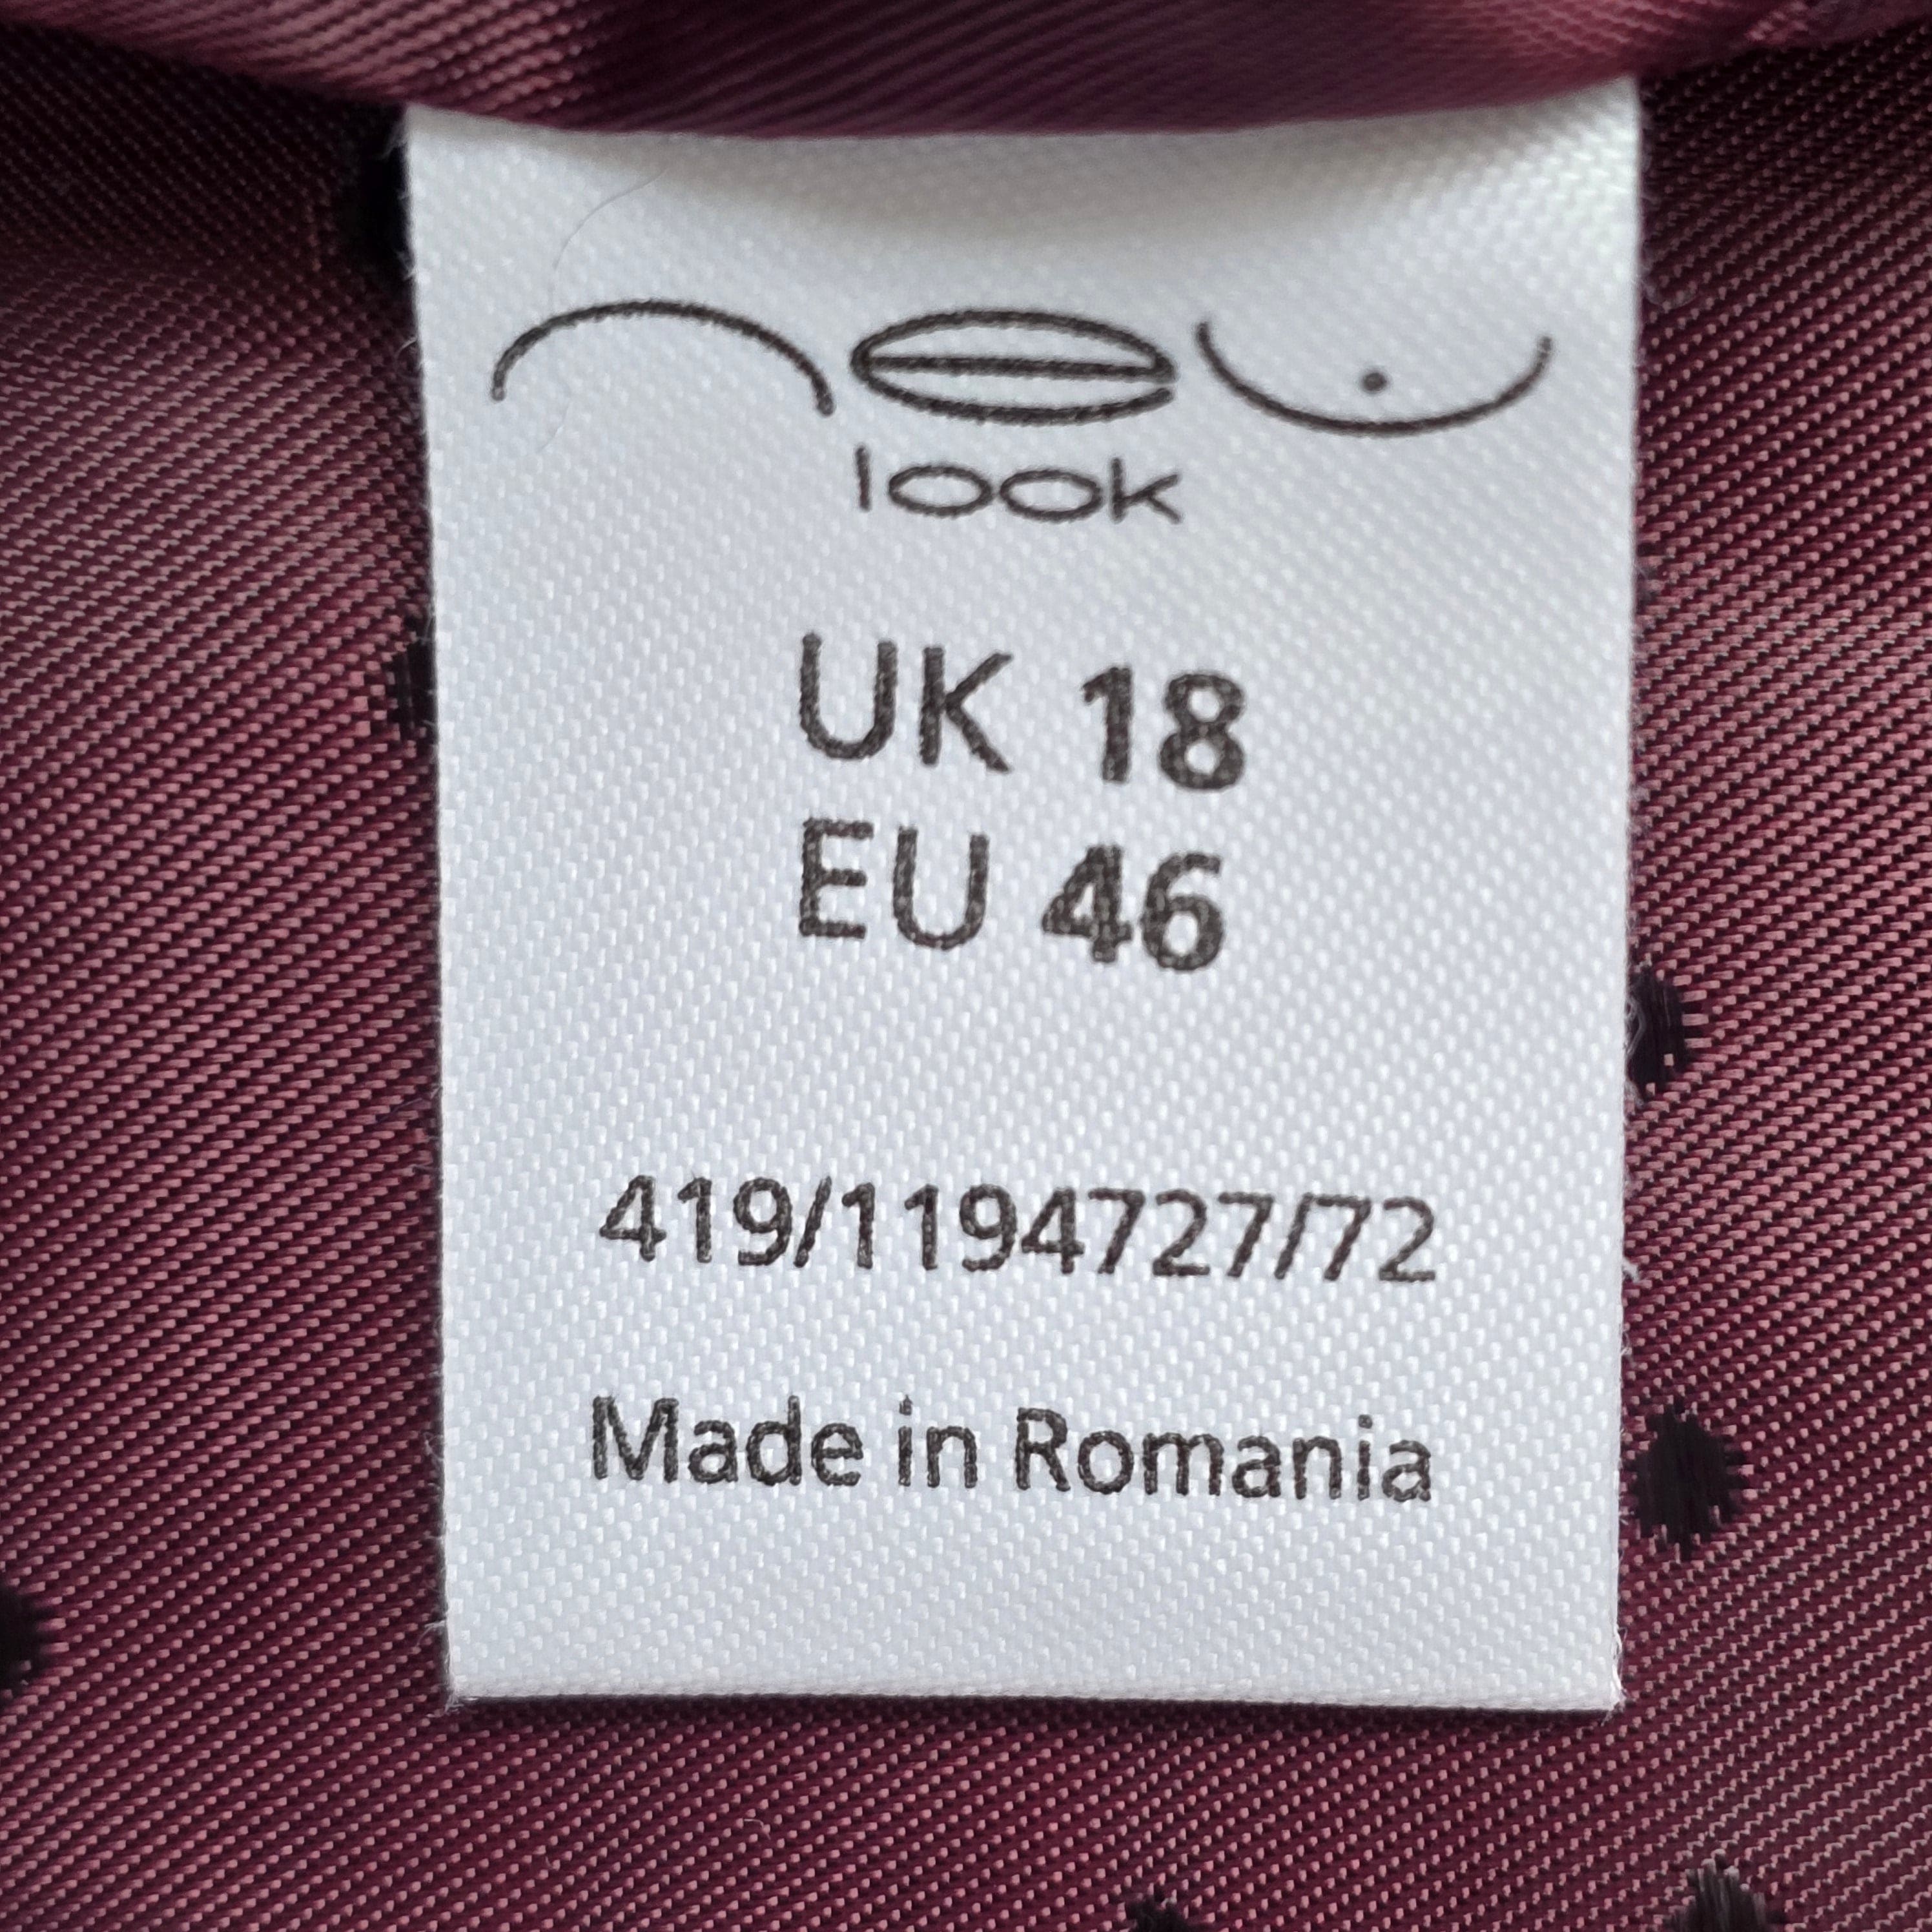 new
look
UK 18
EU 46
419/1194727/72
Made in Romania